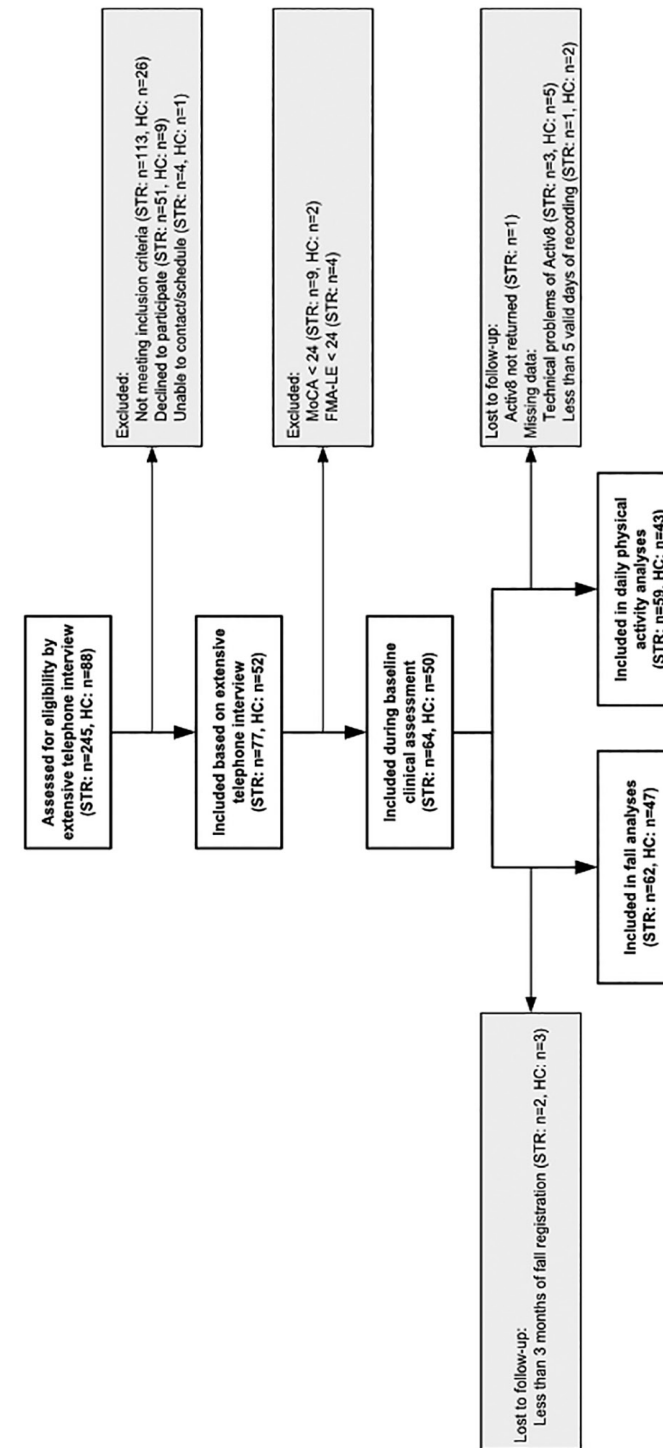 Assessed for eligibility by
extensive telephone interview
(STR: n=245, HC: n=88)
Excluded:
Not meeting inclusion criteria (STR: n=113, HC: n=26)
Declined to participate (STR: n=51, HC: n=9)
Unable to contact/schedule (STR: n=4, HC: n=1)
Included based on extensive
telephone interview
(STR: n=77, HC: n=52)
Excluded:
MoCA < 24 (STR: n=9, HC: n=2)
FMA-LE < 24 (STR: n=4)
Included during baseline
clinical assessment
(STR: n=64, HC: n=50)
Lost to follow-up:
Less than 3 months of fall registration (STR: n=2, HC: n=3)
Lost to follow-up:
Activ8 not returned (STR: n=1)
Missing data:
Technical problems of Activ8 (STR: n=3, HC: n=5)
Less than 5 valid days of recording (STR: n=1, HC: n=2)
Included in fall analyses
(STR: n=62, HC: n=47)
Included in daily physical
activity analyses
(STR: n=59, HC: n=43)